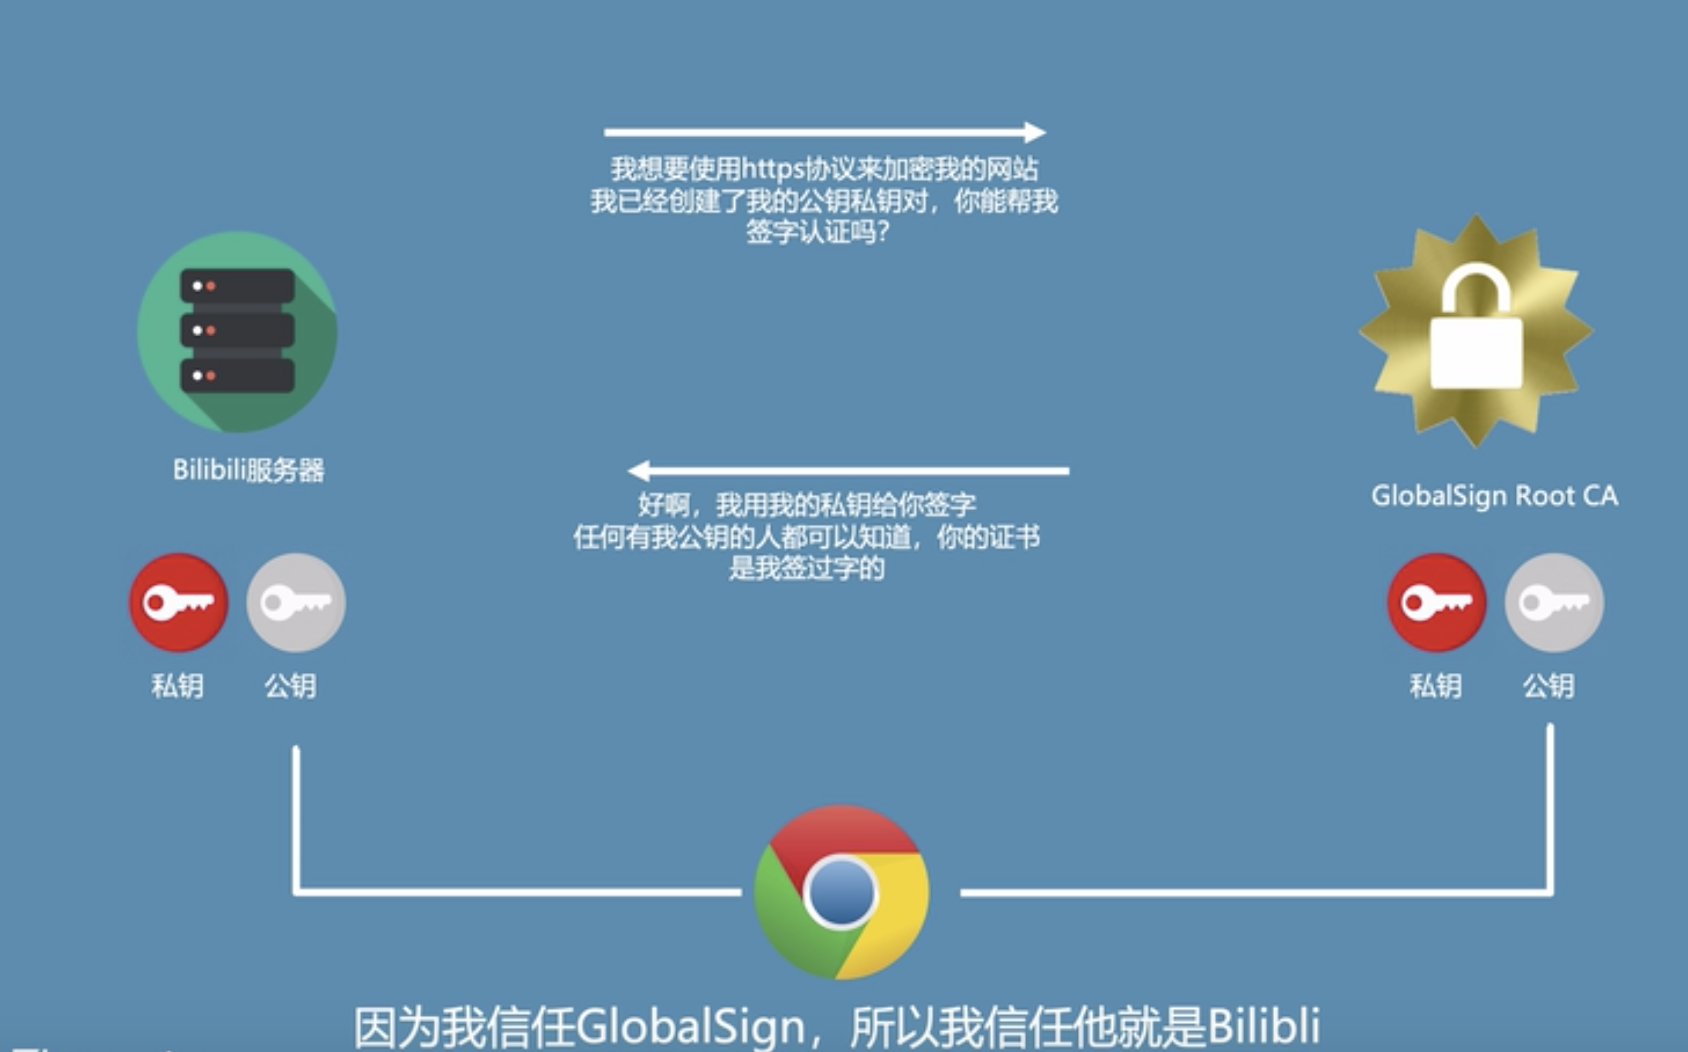 我想要使用https协议来加密我的网站
我已经创建了我的公钥私钥对，你能帮我
签字认证吗？
Bilibili服务器
GlobalSign Root CA
好啊，我用我的私钥给你签字
任何有我公钥的人都可以知道，你的证书
是我签过字的
私钥
公钥
私钥
公钥
因为我信任GlobalSign，所以我信任他就是Bilibli